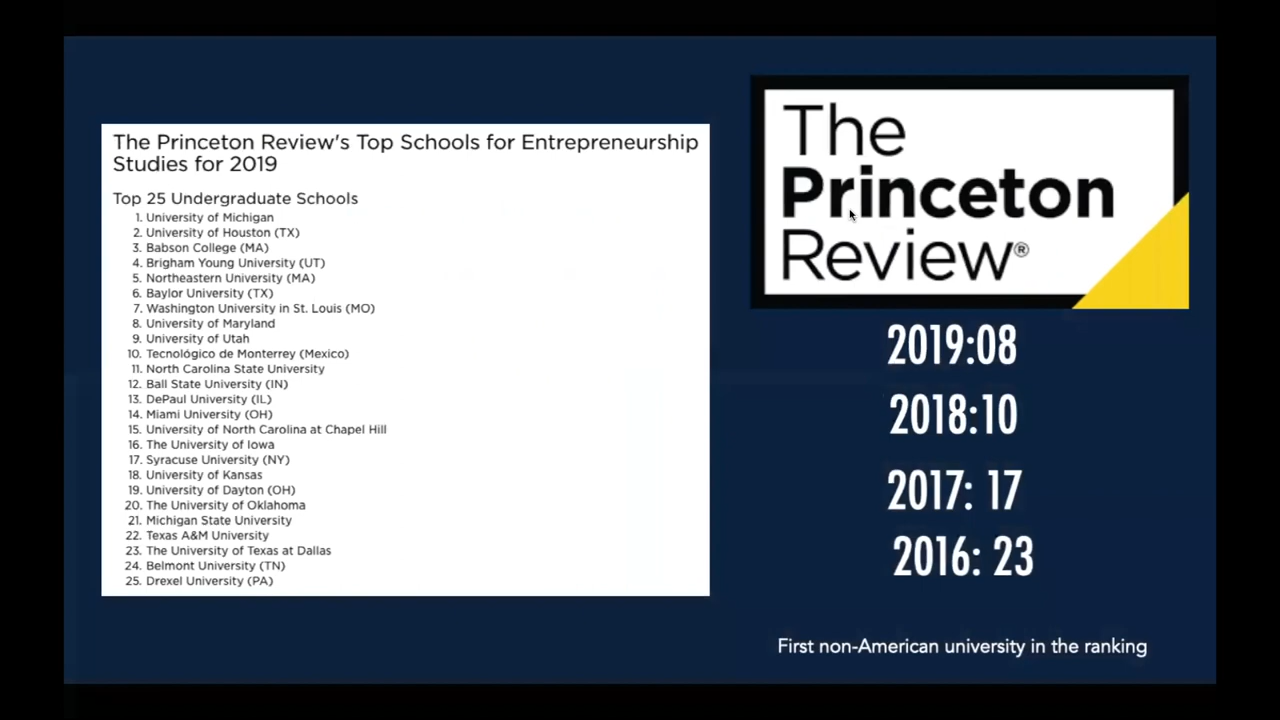 The Princeton Review's Top Schools for Entrepreneurship
Studies for 2019
Top 25 Undergraduate Schools
1. University of Michigan
2. University of Houston (TX)
3. Babson College (MA)
4. Brigham Young University (UT)
5. Northeastern University (MA)
6. Baylor University (TX)
7. Washington University in St. Louis (MO)
8. University of Maryland
9. University of Utah
10. Tecnológico de Monterrey (Mexico)
11. North Carolina State University
12. Ball State University (IN)
13. DePaul University (IL)
14. Miami University (OH)
15. University of North Carolina at Chapel Hill
16. The University of Iowa
17. Syracuse University (NY)
18. University of Kansas
19. University of Dayton (OH)
20. The University of Oklahoma
21. Michigan State University
22. Texas A&M University
23. The University of Texas at Dallas
24. Belmont University (TN)
25. Drexel University (PA)
The
Princeton
Review®
2019:08
2018:10
2017: 17
2016: 23
First non-American university in the ranking